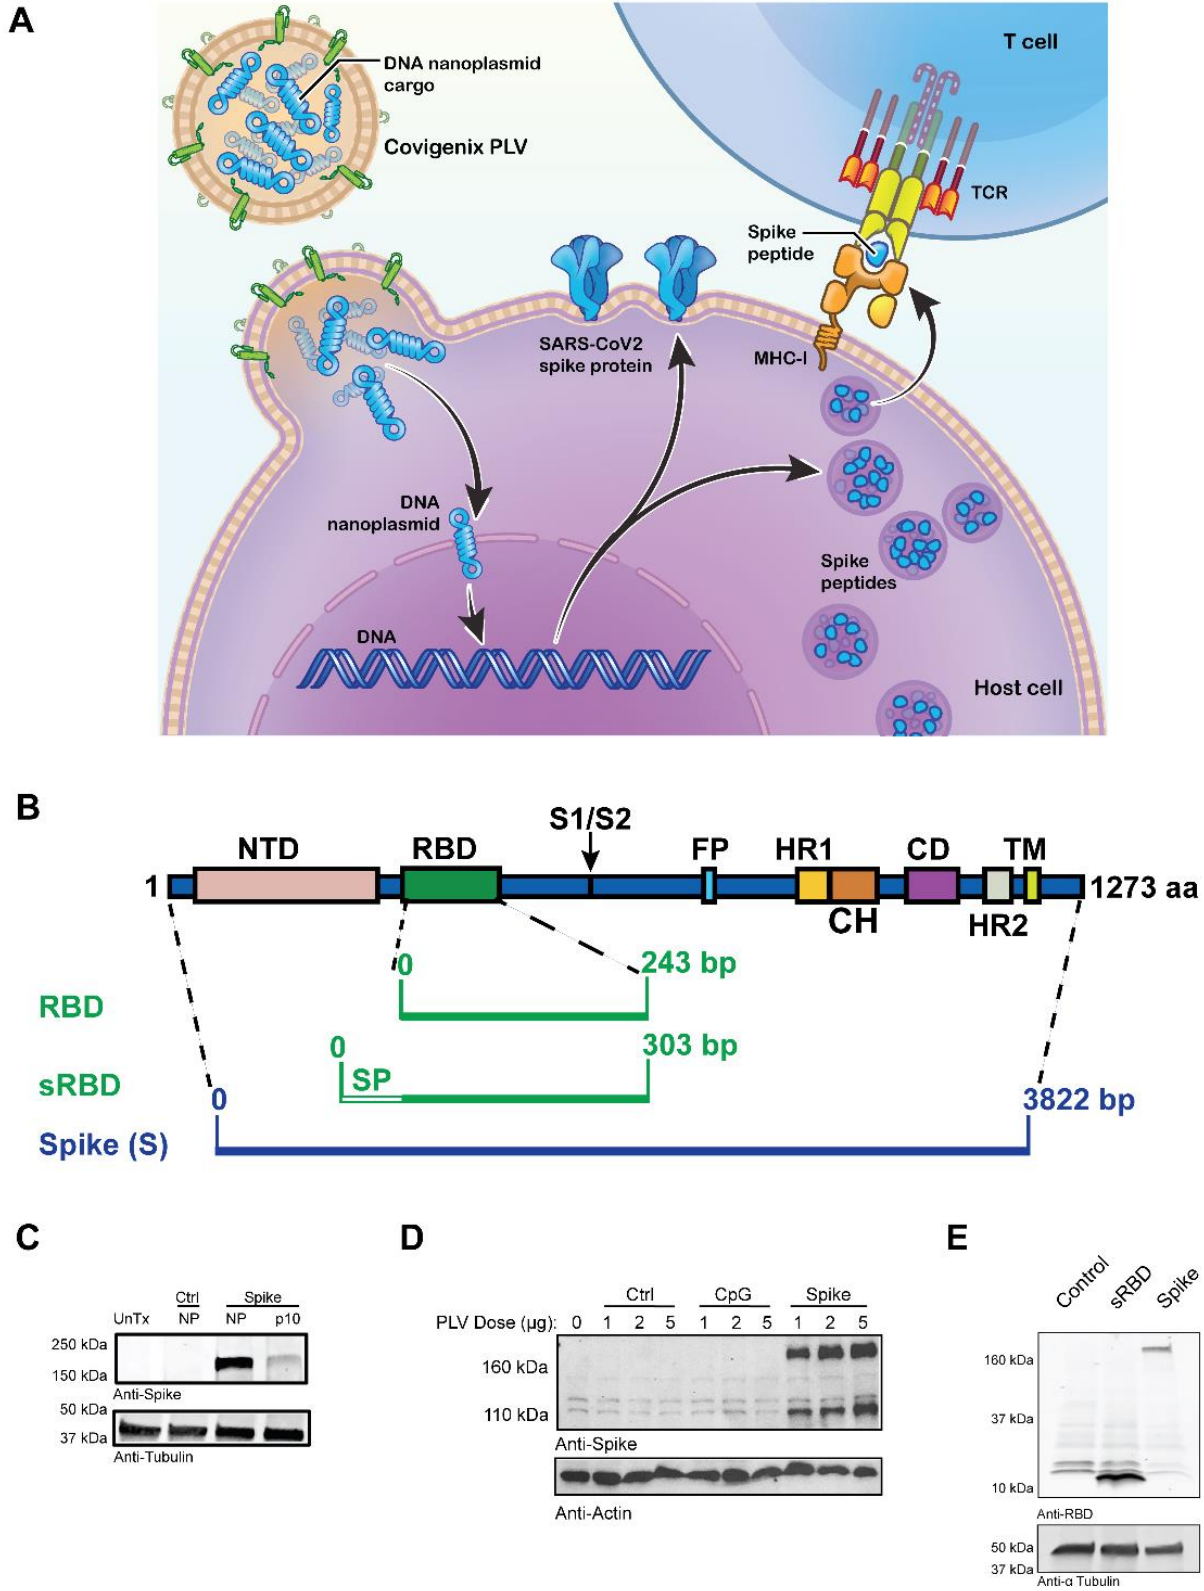 A
T cell
DNA nanoplasmid
cargo
Covigenix PLV
TCR
Spike
peptide
SARS-CoV2
spike protein
MHC-I
DNA
nanoplasmid
Spike
peptides
DNA
Host cell
B
S1/S2
NTD RBD FP HR1 CD TM
1 1273 aa
CH HR2
0 243 bp
RBD
0 303 bp
sRBD SP
0 3822 bp
Spike (S)
C
Ctrl Spike
UnTx NP NP p10
250 kDa
150 kDa
Anti-Spike
50 kDa
37 kDa
Anti-Tubulin
D
Ctrl CpG Spike
PLV Dose (µg): 0 1 2 5 1 2 5 1 2 5
160 kDa
110 kDa
Anti-Spike
Anti-Actin
E
Control sRBD Spike
160 kDa
37 kDa
10 kDa
Anti-RBD
50 kDa
37 kDa
Anti-α Tubulin